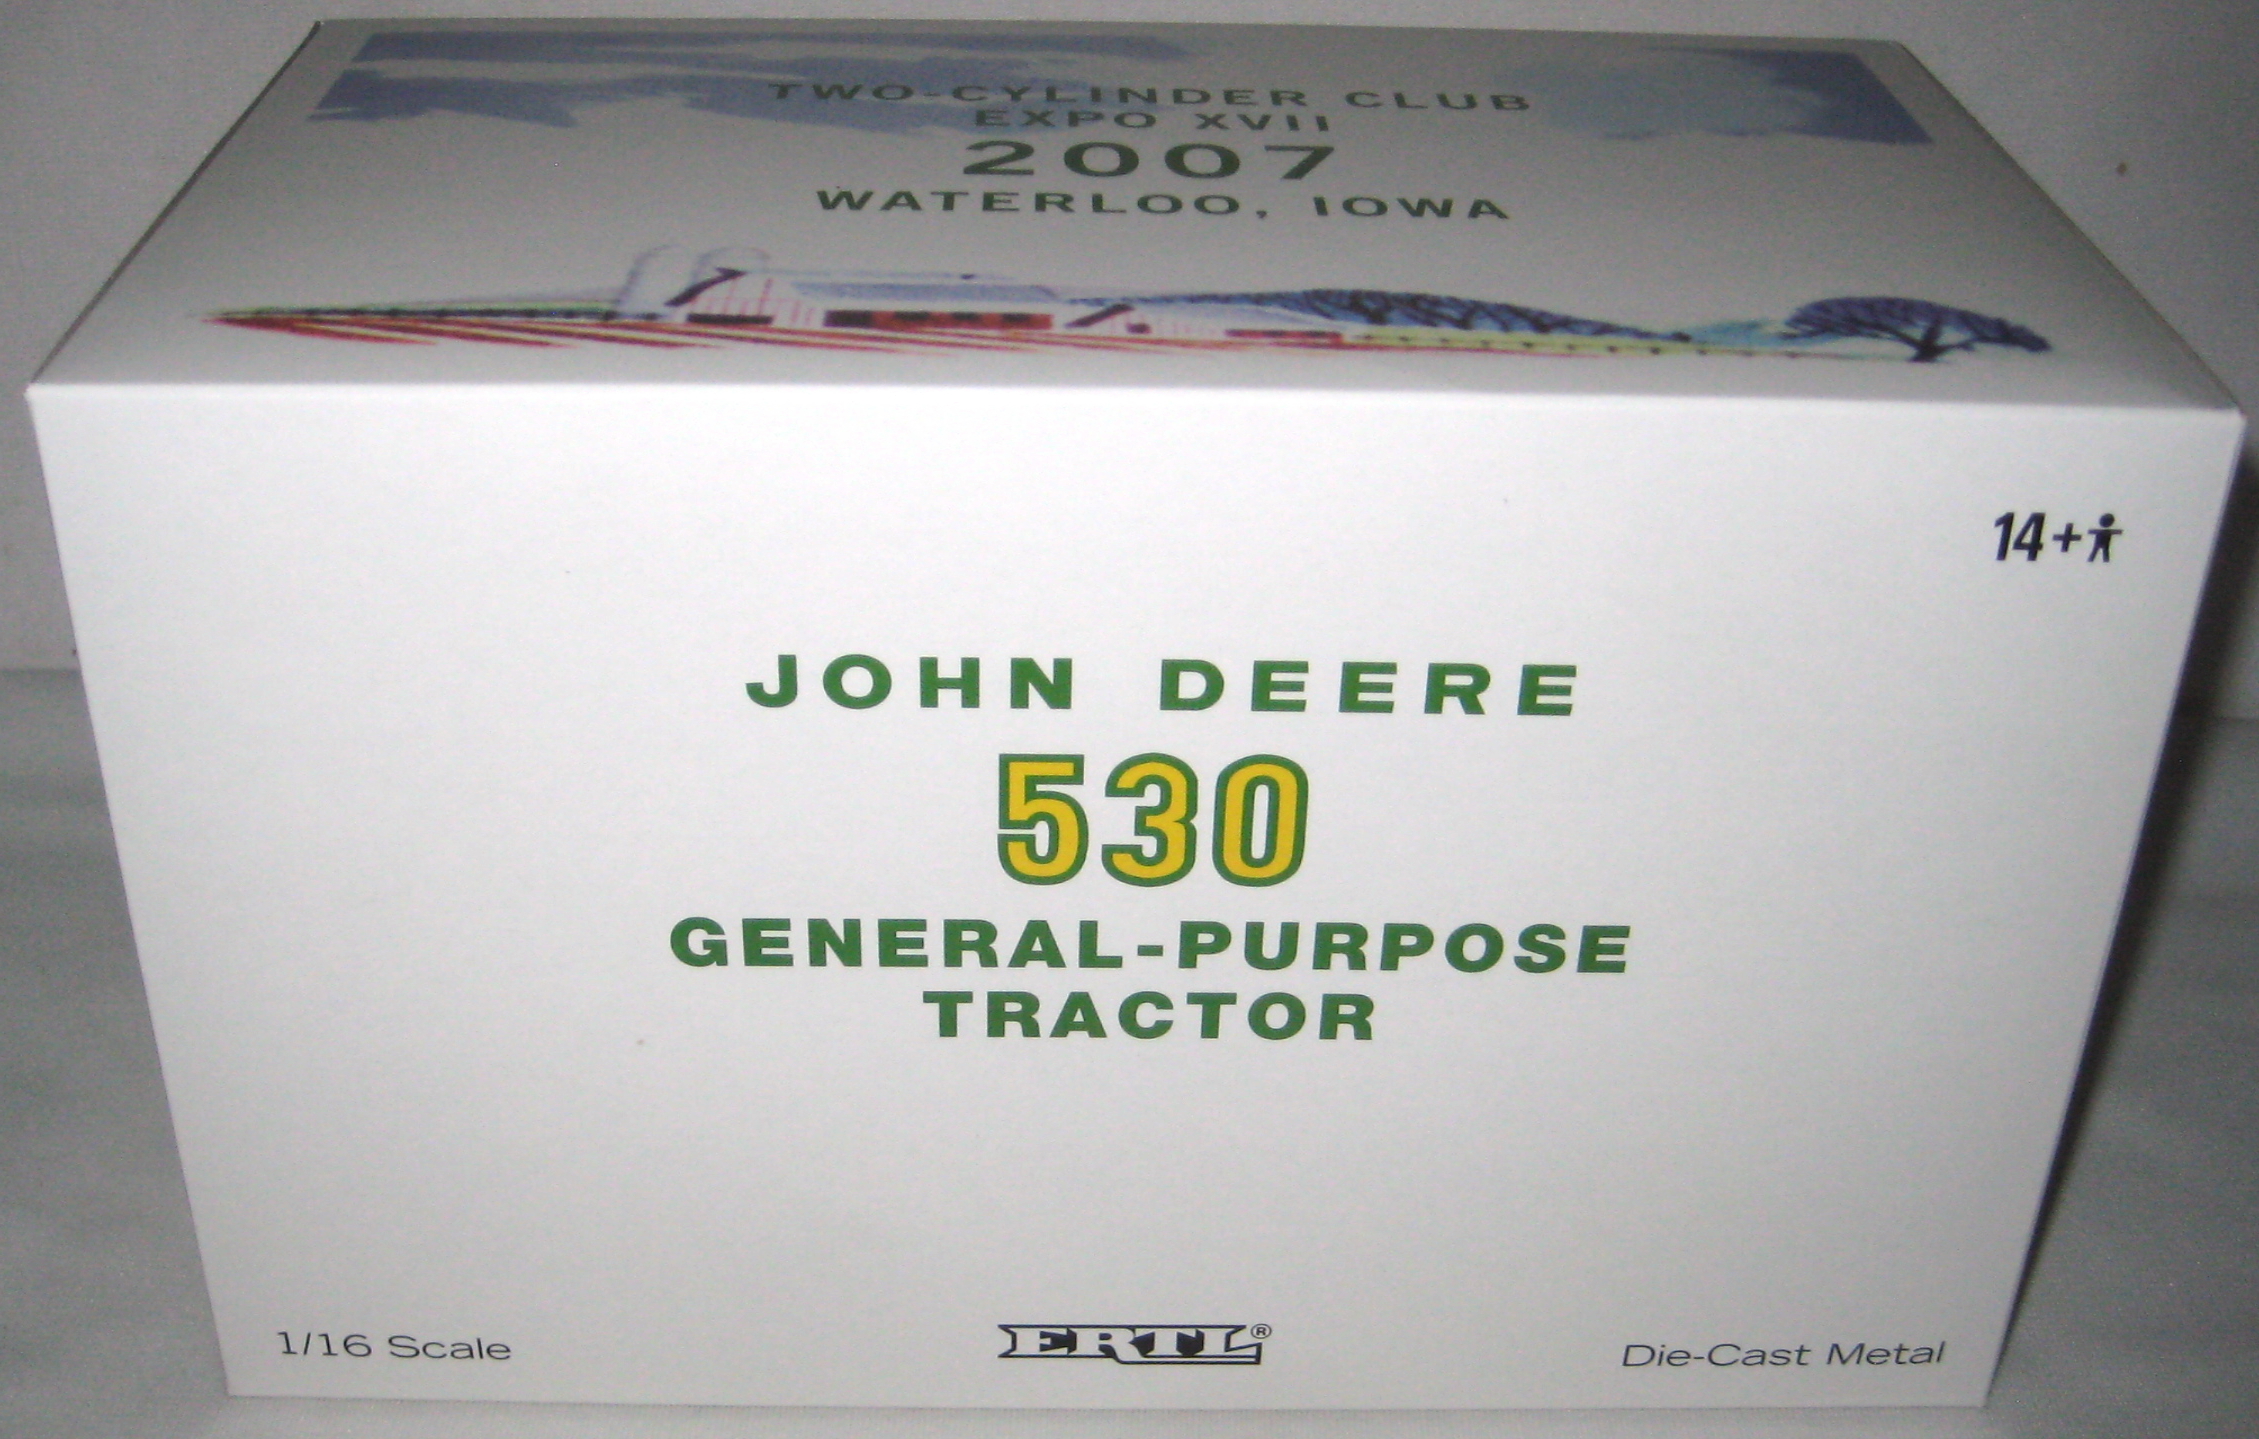 TWO-CYLINDER CLUB
EXPO XVII
2007
WATERLOO, IOWA
14+
JOHN DEERE
530
GENERAL-PURPOSE
TRACTOR
1/16 Scale
ERTL®
Die-Cast Metal